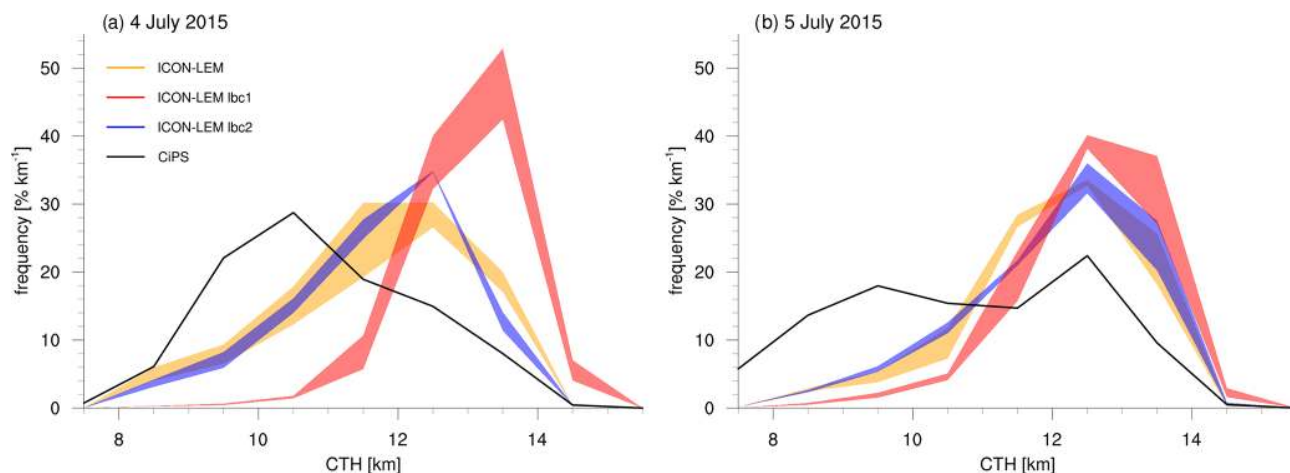 (a) 4 July 2015
frequency [% km⁻¹]
50
40
30
20
10
0
ICON-LEM
ICON-LEM lbc1
ICON-LEM lbc2
CiPS
8 10 12 14
CTH [km]
(b) 5 July 2015
frequency [% km⁻¹]
50
40
30
20
10
0
8 10 12 14
CTH [km]